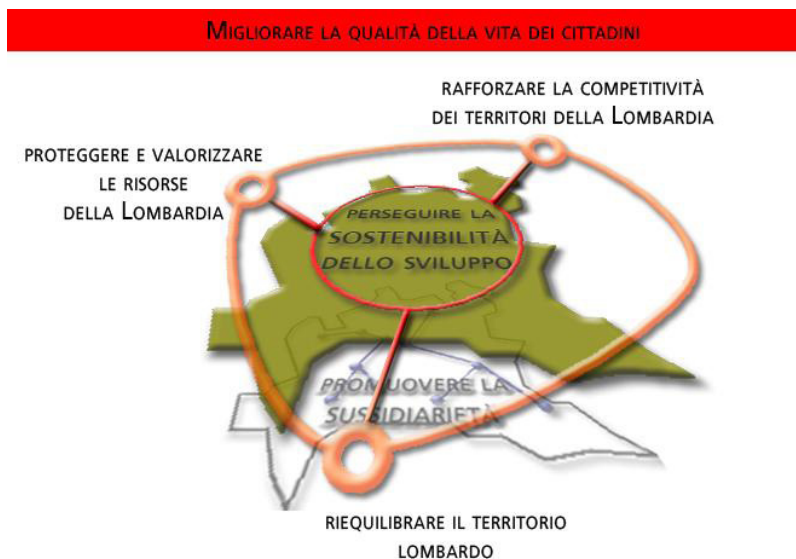 MIGLIORARE LA QUALITÀ DELLA VITA DEI CITTADINI
RAFFORZARE LA COMPETITIVITÀ
DEI TERRITORI DELLA LOMBARDIA
PROTEGGERE E VALORIZZARE
LE RISORSE
DELLA LOMBARDIA
PERSEGUIRE LA
SOSTENIBILITÀ
DELLO SVILUPPO
PROMUOVERE LA
SUSSIDIARIETÀ
RIEQUILIBRARE IL TERRITORIO
LOMBARDO